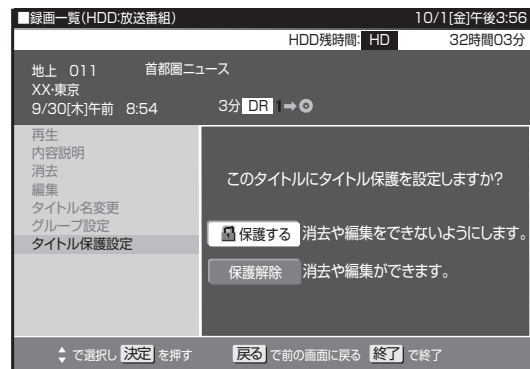 ■録画一覧(HDD:放送番組) 10/1[金]午後3:56
HDD残時間: HD 32時間03分
地上 011 首都圏ニュース
XX・東京
9/30[木]午前 8:54 3分 DR 1➡
再生
内容説明
消去
編集
タイトル名変更
グループ設定
タイトル保護設定
このタイトルにタイトル保護を設定しますか?
保護する 消去や編集をできないようにします。
保護解除 消去や編集ができます。
で選択し 決定 を押す 戻る で前の画面に戻る 終了 で終了